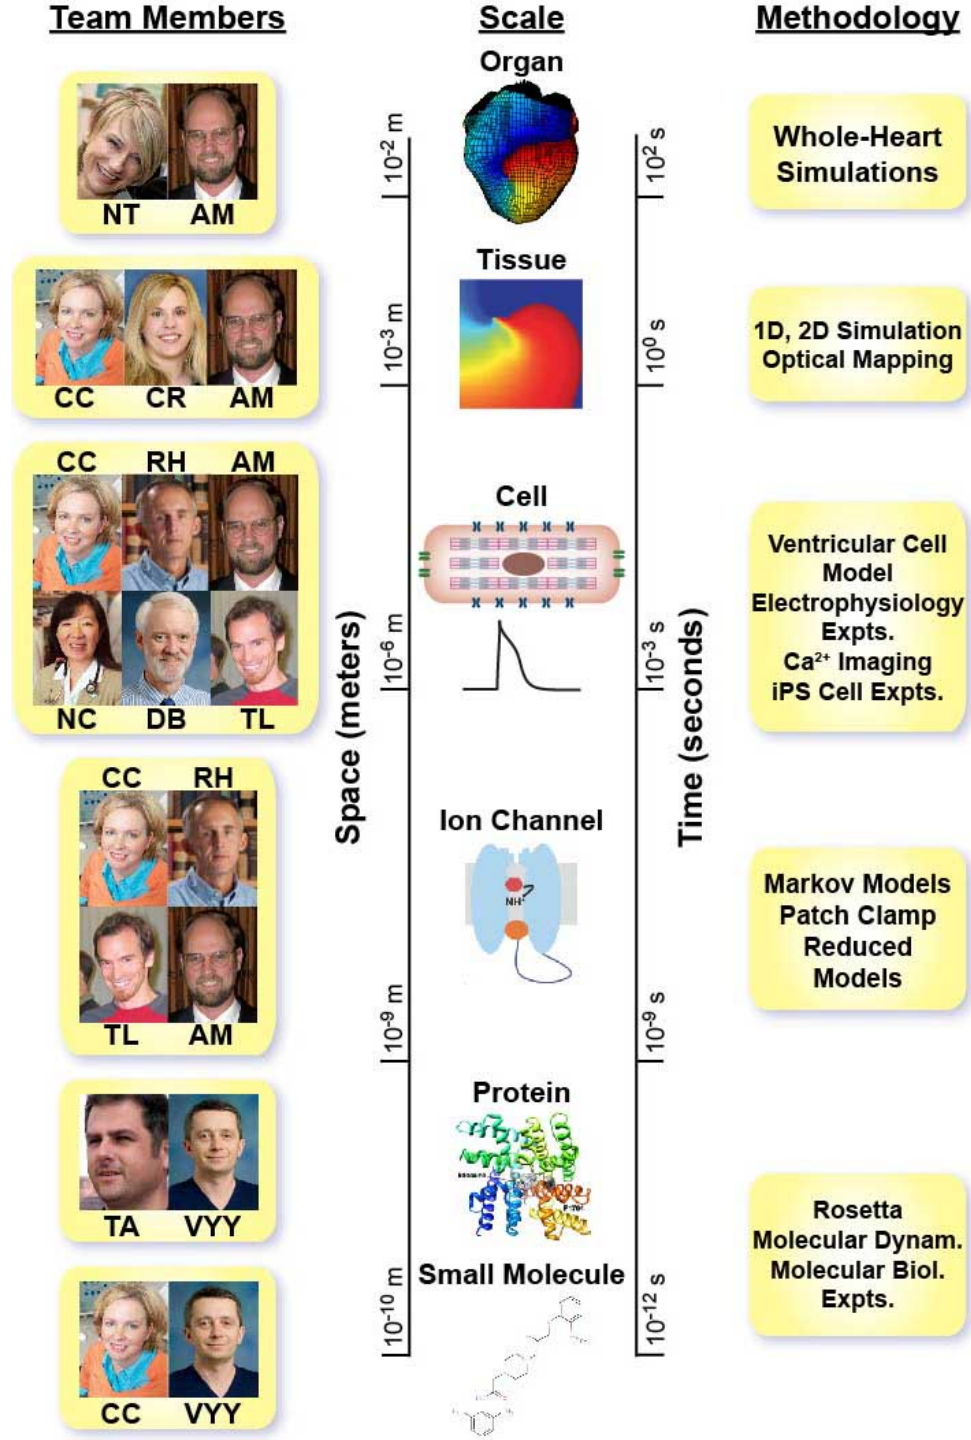 Team Members
Scale
Methodology
Organ
10⁻² m
10² s
NT AM
Whole-Heart
Simulations
Tissue
10⁻³ m
10⁰ s
CC CR AM
1D, 2D Simulation
Optical Mapping
CC RH AM
NC DB TL
Cell
10⁻⁶ m
10⁻³ s
Space (meters)
Time (seconds)
Ventricular Cell
Model
Electrophysiology
Expts.
Ca²⁺ Imaging
iPS Cell Expts.
CC RH
TL AM
Ion Channel
NH⁺
10⁻⁹ m
10⁻⁹ s
Markov Models
Patch Clamp
Reduced
Models
TA VYY
Protein
Small Molecule
10⁻¹⁰ m
10⁻¹² s
CC VYY
Rosetta
Molecular Dynam.
Molecular Biol.
Expts.